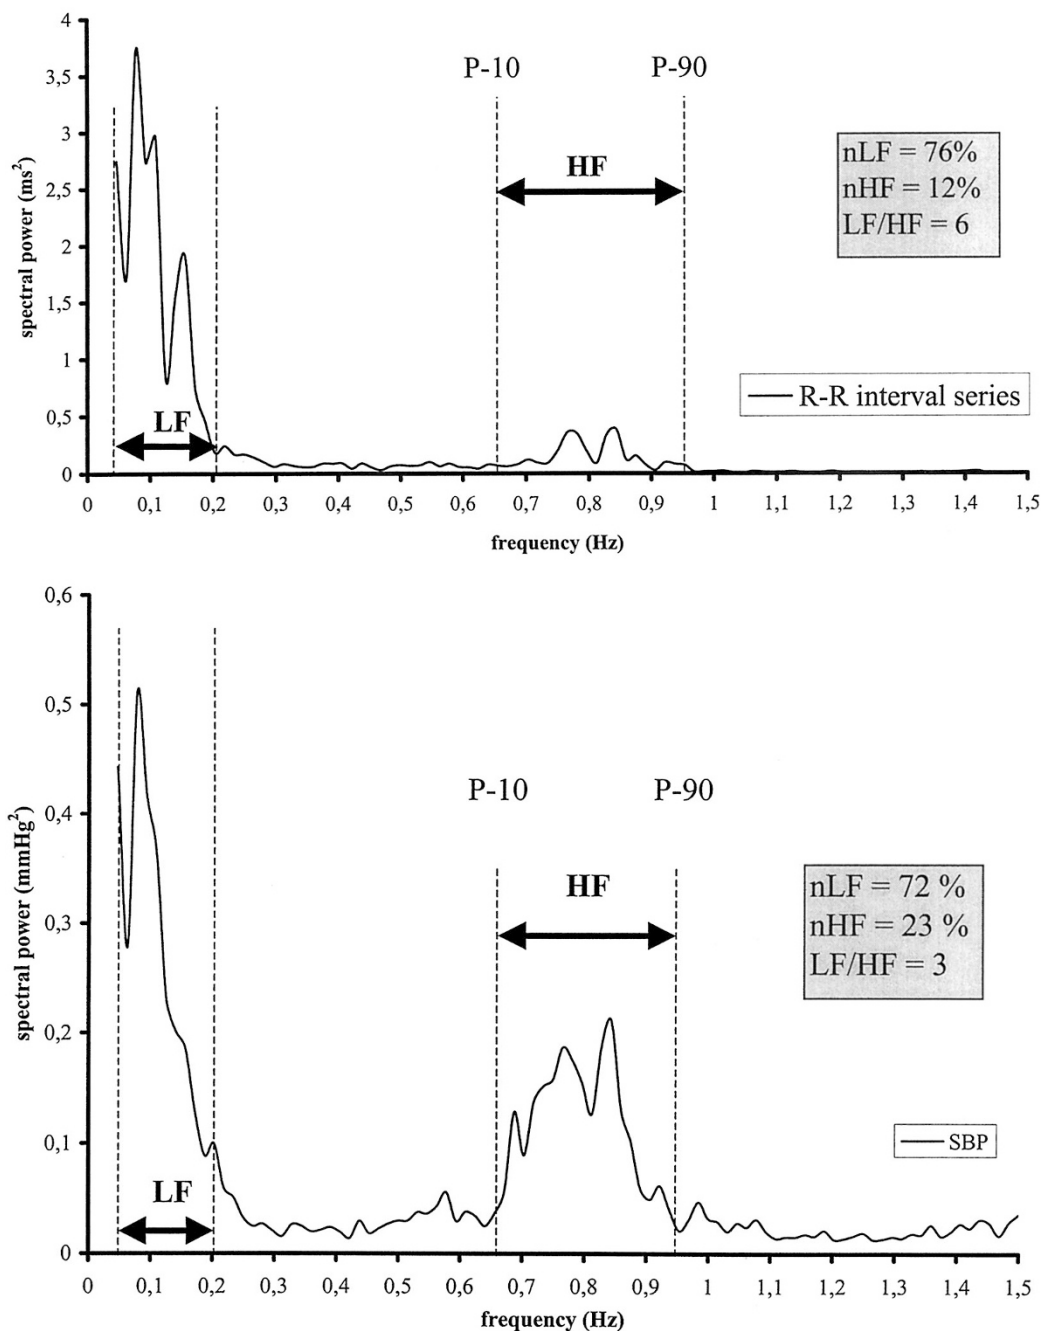 4
3,5
3
2,5
2
1,5
1
0,5
0
spectral power (ms²)
P-10
P-90
HF
LF
nLF = 76%
nHF = 12%
LF/HF = 6
R-R interval series
0 0,1 0,2 0,3 0,4 0,5 0,6 0,7 0,8 0,9 1 1,1 1,2 1,3 1,4 1,5
frequency (Hz)
0,6
0,5
0,4
0,3
0,2
0,1
0
spectral power (mmHg²)
P-10
P-90
HF
LF
nLF = 72 %
nHF = 23 %
LF/HF = 3
SBP
0 0,1 0,2 0,3 0,4 0,5 0,6 0,7 0,8 0,9 1 1,1 1,2 1,3 1,4 1,5
frequency (Hz)